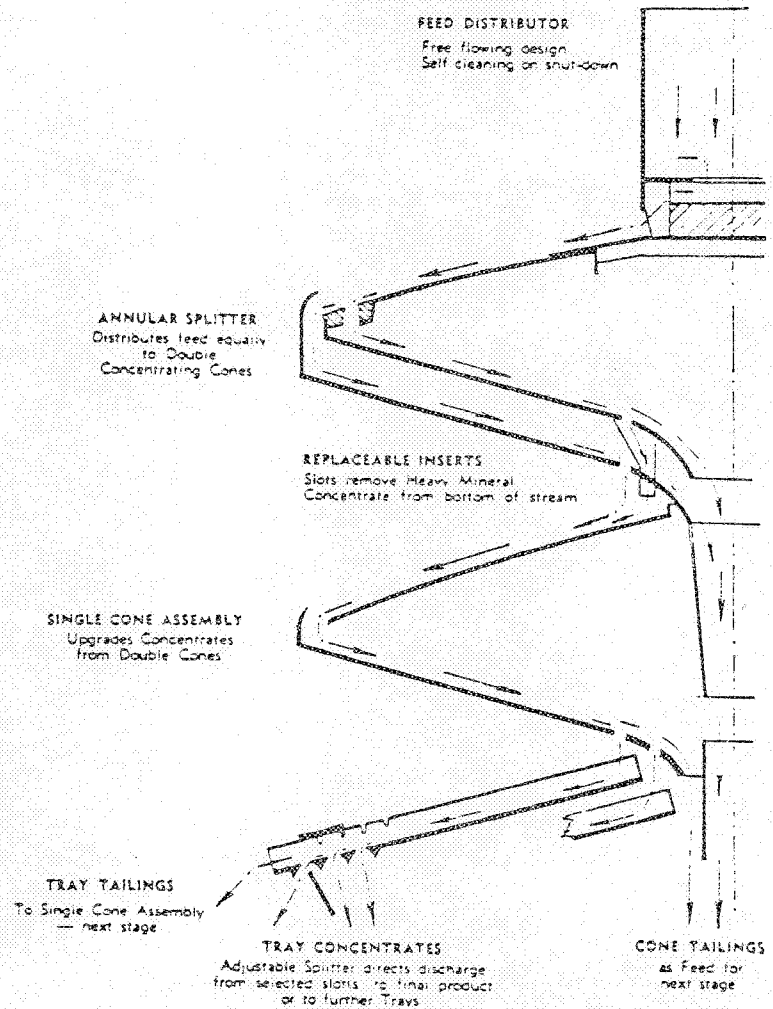 FEED DISTRIBUTOR
Free flowing design
Self cleaning on shut-down
ANNULAR SPLITTER
Distributes feed equally
to Double
Concentrating Cones
REPLACEABLE INSERTS
Slots remove Heavy Mineral
Concentrate from bottom of stream
SINGLE CONE ASSEMBLY
Upgrades Concentrates
from Double Cones
TRAY TAILINGS
To Single Cone Assembly
— next stage
TRAY CONCENTRATES
Adjustable Splitter directs discharge
from selected slots to final product
or to further Trays
CONE TAILINGS
as Feed for
next stage